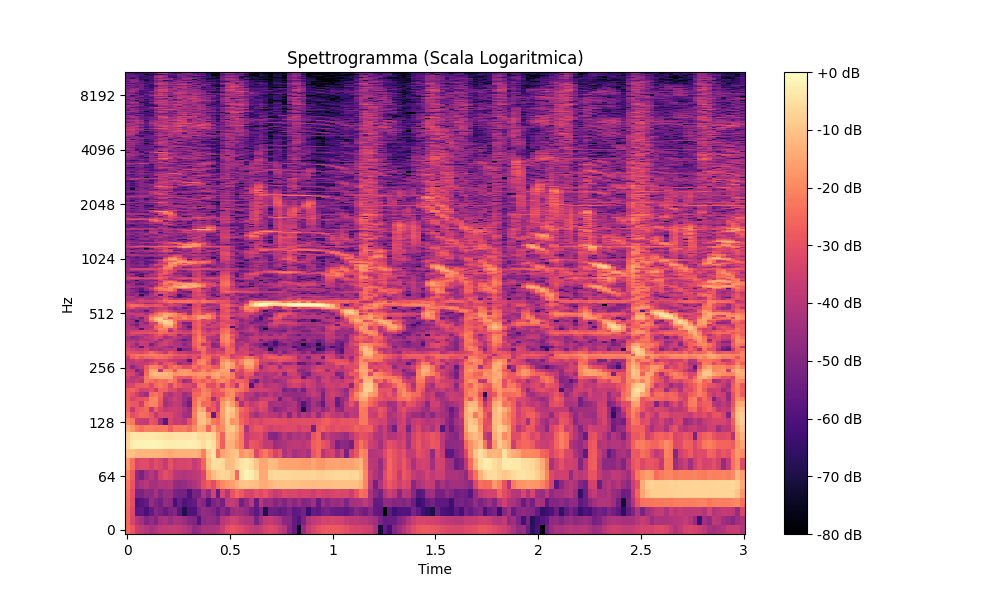 Spettrogramma (Scala Logaritmica)
Hz
8192
4096
2048
1024
512
256
128
64
0
0 0.5 1 1.5 2 2.5 3
Time
+0 dB
-10 dB
-20 dB
-30 dB
-40 dB
-50 dB
-60 dB
-70 dB
-80 dB